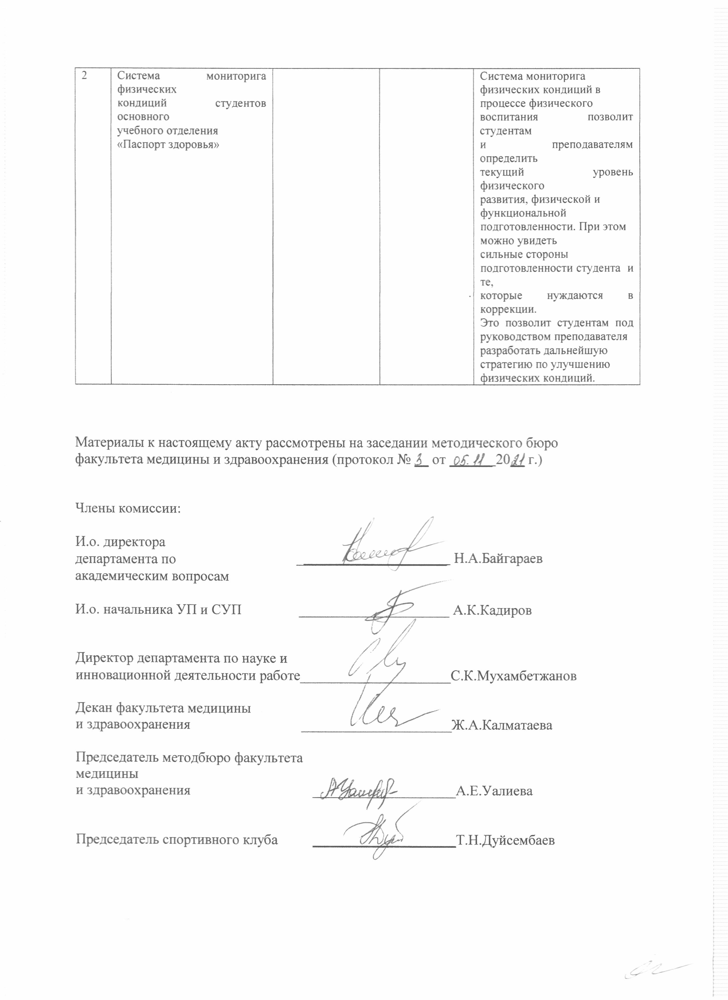 2
Система мониторига
физических
кондиций студентов
основного
учебного отделения
«Паспорт здоровья»
Система мониторига
физических кондиций в
процессе физического
воспитания позволит
студентам
и преподавателям
определить
текущий уровень
физического
развития, физической и
функциональной
подготовленности. При этом
можно увидеть
сильные стороны
подготовленности студента и
те,
которые нуждаются в
коррекции.
Это позволит студентам под
руководством преподавателя
разработать дальнейшую
стратегию по улучшению
физических кондиций.
Материалы к настоящему акту рассмотрены на заседании методического бюро
факультета медицины и здравоохранения (протокол № 3 от 05.11 2021 г.)
Члены комиссии:
И.о. директора
департамента по Н.А.Байгараев
академическим вопросам
И.о. начальника УП и СУП А.К.Кадиров
Директор департамента по науке и
инновационной деятельности работе С.К.Мухамбетжанов
Декан факультета медицины
и здравоохранения Ж.А.Калматаева
Председатель методбюро факультета
медицины
и здравоохранения А.Е.Уалиева
Председатель спортивного клуба Т.Н.Дуйсембаев